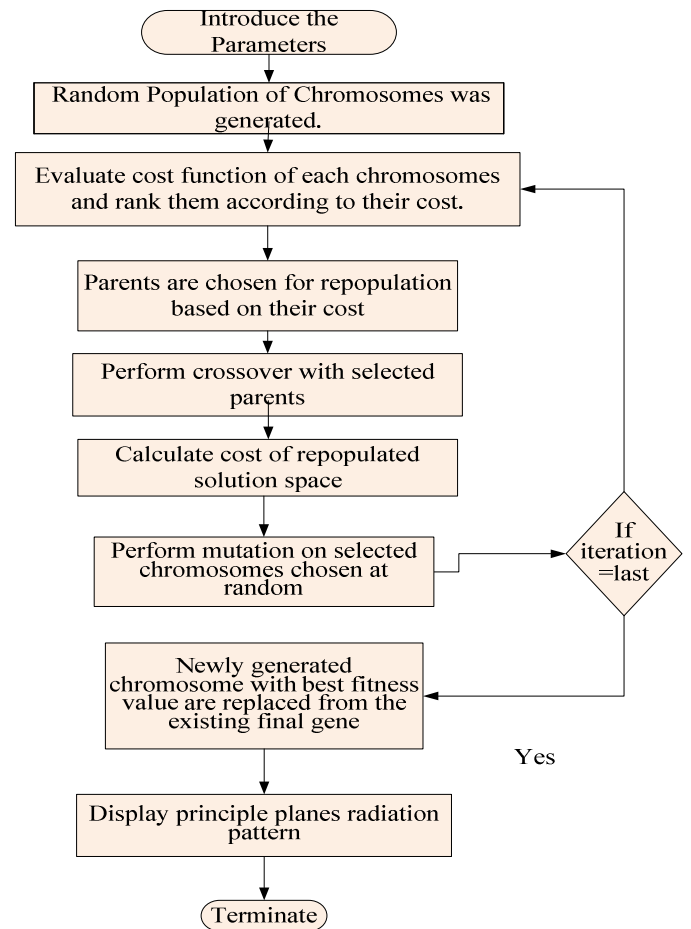 Introduce the
Parameters
Random Population of Chromosomes was
generated.
Evaluate cost function of each chromosomes
and rank them according to their cost.
Parents are chosen for repopulation
based on their cost
Perform crossover with selected
parents
Calculate cost of repopulated
solution space
Perform mutation on selected
chromosomes chosen at
random
If
iteration
=last
Newly generated
chromosome with best fitness
value are replaced from the
existing final gene
Yes
Display principle planes radiation
pattern
Terminate